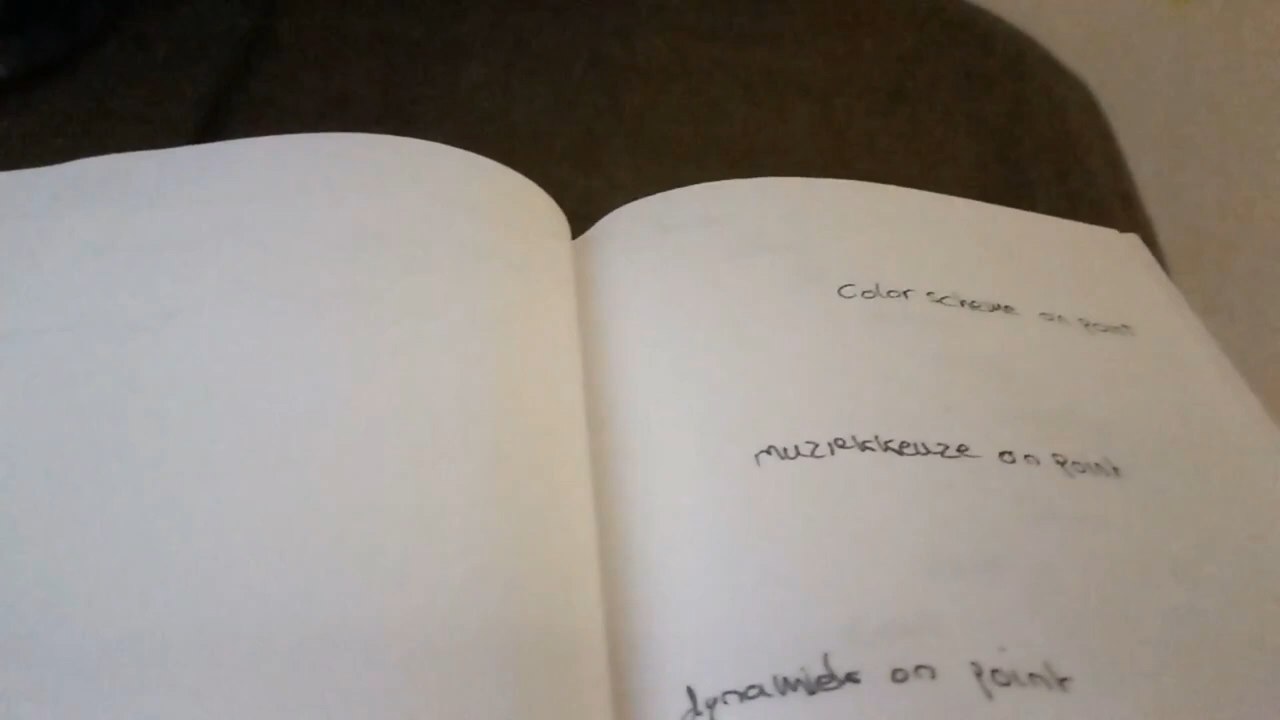 Color scheme on point
muziekkeuze on point
dynamiek on point